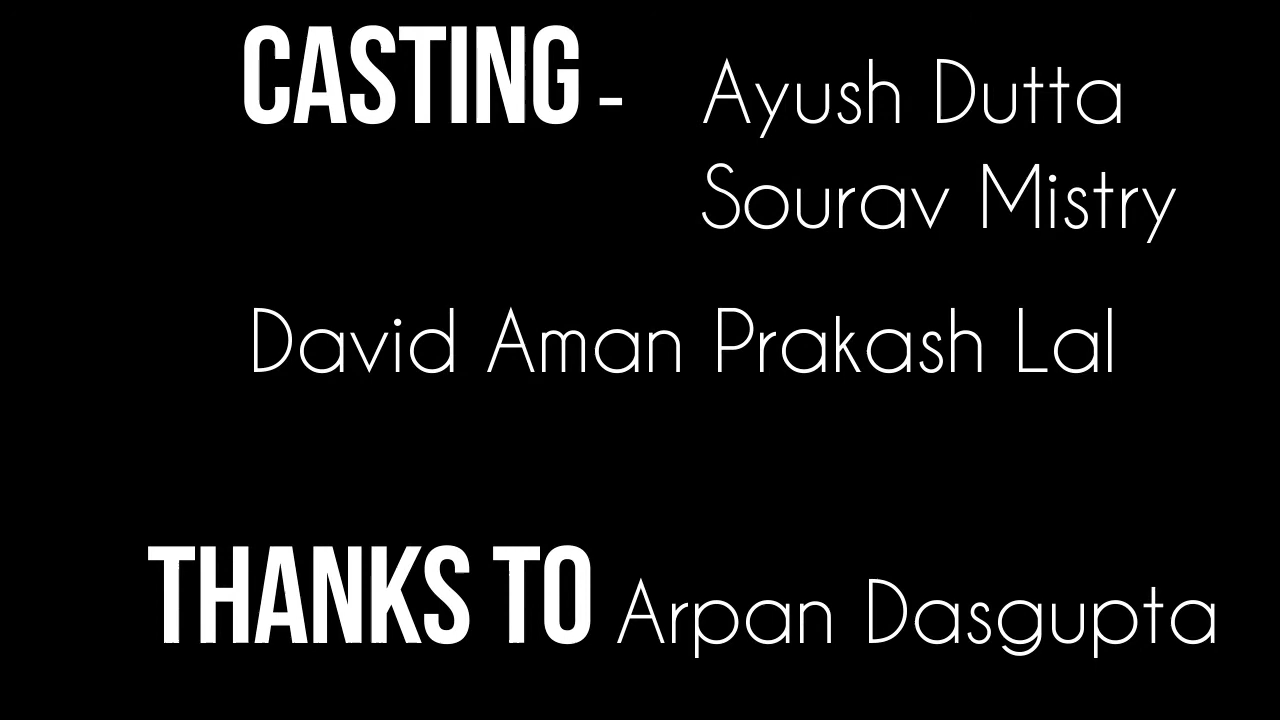 CASTING - Ayush Dutta
Sourav Mistry
David Aman Prakash Lal
THANKS TO Arpan Dasgupta